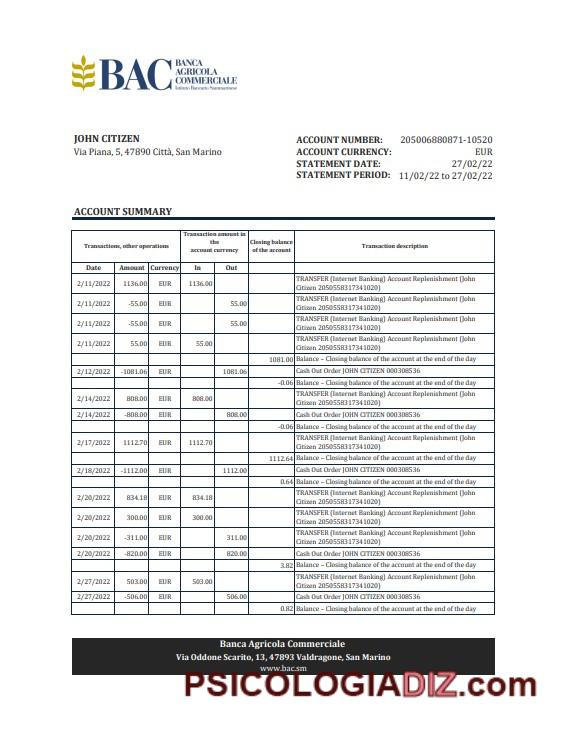 BAC BANCA
AGRICOLA
COMMERCIALE
Istituto Bancario Sammarinese
JOHN CITIZEN
Via Piana, 5, 47890 Città, San Marino
ACCOUNT NUMBER: 205006880871-10520
ACCOUNT CURRENCY: EUR
STATEMENT DATE: 27/02/22
STATEMENT PERIOD: 11/02/22 to 27/02/22
ACCOUNT SUMMARY
Transactions, other operations
Transaction amount in
the
account currency
Closing balance
of the account
Transaction description
Date Amount Currency In Out
2/11/2022 1136.00 EUR 1136.00 TRANSFER (Internet Banking) Account Replenishment (John
Citizen 2050558317341020)
2/11/2022 -55.00 EUR 55.00 TRANSFER (Internet Banking) Account Replenishment (John
Citizen 2050558317341020)
2/11/2022 -55.00 EUR 55.00 TRANSFER (Internet Banking) Account Replenishment (John
Citizen 2050558317341020)
2/11/2022 55.00 EUR 55.00 TRANSFER (Internet Banking) Account Replenishment (John
Citizen 2050558317341020)
1081.00 Balance – Closing balance of the account at the end of the day
2/12/2022 -1081.06 EUR 1081.06 Cash Out Order JOHN CITIZEN 000308536
-0.06 Balance – Closing balance of the account at the end of the day
2/14/2022 808.00 EUR 808.00 TRANSFER (Internet Banking) Account Replenishment (John
Citizen 2050558317341020)
2/14/2022 -808.00 EUR 808.00 Cash Out Order JOHN CITIZEN 000308536
-0.06 Balance – Closing balance of the account at the end of the day
2/17/2022 1112.70 EUR 1112.70 TRANSFER (Internet Banking) Account Replenishment (John
Citizen 2050558317341020)
1112.64 Balance – Closing balance of the account at the end of the day
2/18/2022 -1112.00 EUR 1112.00 Cash Out Order JOHN CITIZEN 000308536
0.64 Balance – Closing balance of the account at the end of the day
2/20/2022 834.18 EUR 834.18 TRANSFER (Internet Banking) Account Replenishment (John
Citizen 2050558317341020)
2/20/2022 300.00 EUR 300.00 TRANSFER (Internet Banking) Account Replenishment (John
Citizen 2050558317341020)
2/20/2022 -311.00 EUR 311.00 TRANSFER (Internet Banking) Account Replenishment (John
Citizen 2050558317341020)
2/20/2022 -820.00 EUR 820.00 Cash Out Order JOHN CITIZEN 000308536
3.82 Balance – Closing balance of the account at the end of the day
2/27/2022 503.00 EUR 503.00 TRANSFER (Internet Banking) Account Replenishment (John
Citizen 2050558317341020)
2/27/2022 -506.00 EUR 506.00 Cash Out Order JOHN CITIZEN 000308536
0.82 Balance – Closing balance of the account at the end of the day
Banca Agricola Commerciale
Via Oddone Scarito, 13, 47893 Valdragone, San Marino
www.bac.sm
PSICOLOGIADIZ.com